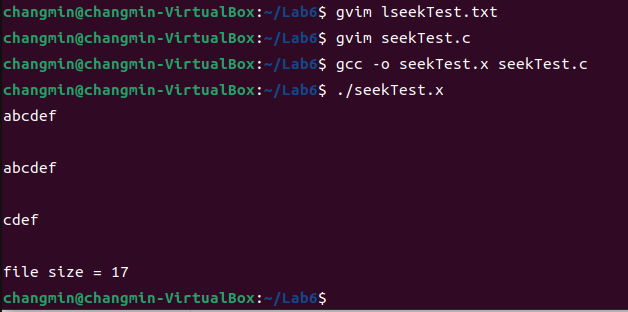 changmin@changmin-VirtualBox:~/Lab6$ gvim lseekTest.txt
changmin@changmin-VirtualBox:~/Lab6$ gvim seekTest.c
changmin@changmin-VirtualBox:~/Lab6$ gcc -o seekTest.x seekTest.c
changmin@changmin-VirtualBox:~/Lab6$ ./seekTest.x
abcdef
abcdef
cdef
file size = 17
changmin@changmin-VirtualBox:~/Lab6$